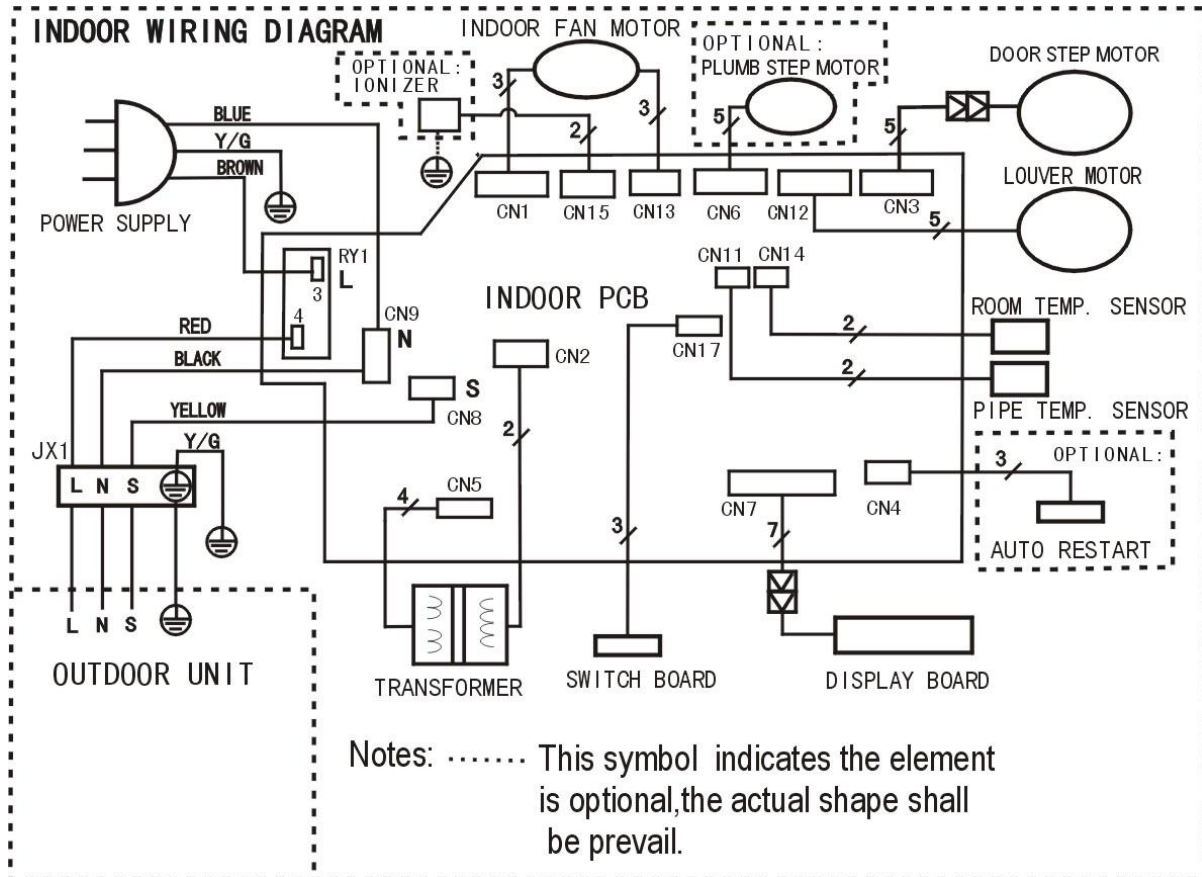 INDOOR WIRING DIAGRAM
INDOOR FAN MOTOR
OPTIONAL:
PLUMB STEP MOTOR
DOOR STEP MOTOR
OPTIONAL:
IONIZER
3
3
5
5
2
BLUE
Y/G
BROWN
POWER SUPPLY
LOUVER MOTOR
CN1
CN15
CN13
CN6
CN12
CN3
5
RY1
L
3
4
CN9
N
INDOOR PCB
CN11
CN14
ROOM TEMP. SENSOR
2
CN17
CN2
RED
BLACK
2
PIPE TEMP. SENSOR
S
CN8
YELLOW
Y/G
JX1
L N S
2
4
CN5
3
CN7
7
CN4
3
OPTIONAL:
AUTO RESTART
L N S
OUTDOOR UNIT
TRANSFORMER
SWITCH BOARD
DISPLAY BOARD
Notes: ······· This symbol indicates the element
is optional,the actual shape shall
be prevail.